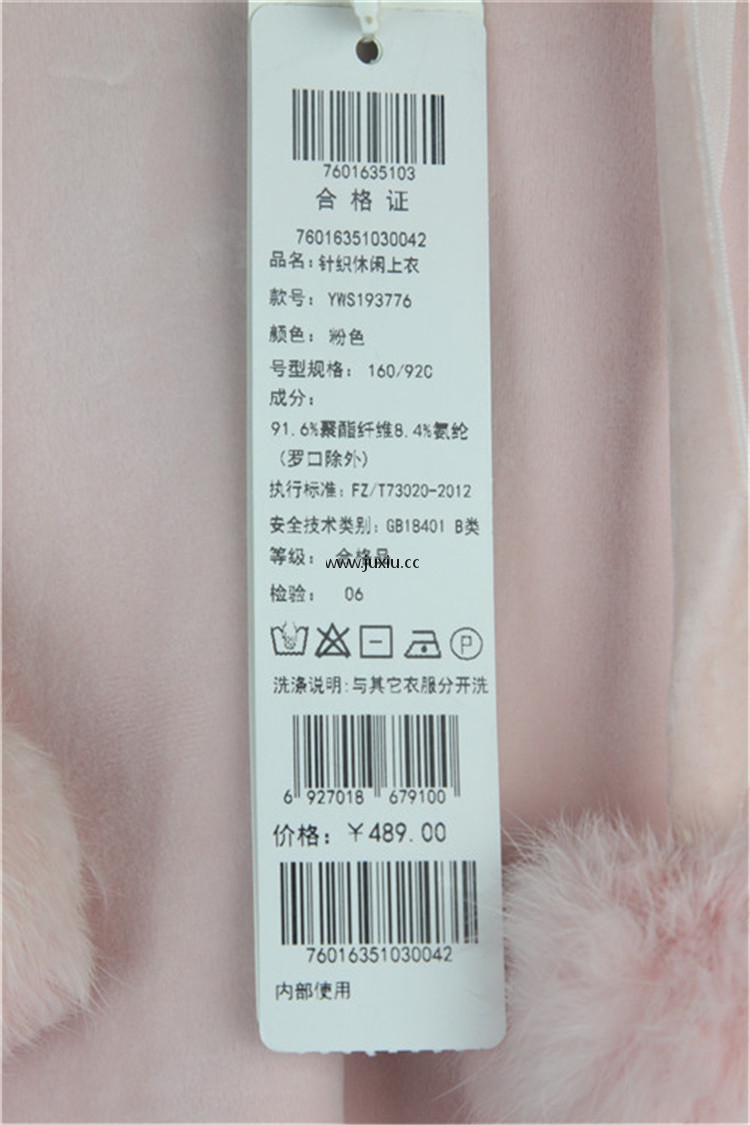 7601635103
合格证
76016351030042
品名:针织休闲上衣
款号: YWS193776
颜色: 粉色
号型规格: 160/92C
成分:
91.6%聚酯纤维8.4%氨纶
(罗口除外)
执行标准: FZ/T73020-2012
安全技术类别: GB18401 B类
等级: 合格品
www.juxiu.cc
检验: 06
P
洗涤说明:与其它衣服分开洗
6 927018 679100
价格: ¥489.00
76016351030042
内部使用